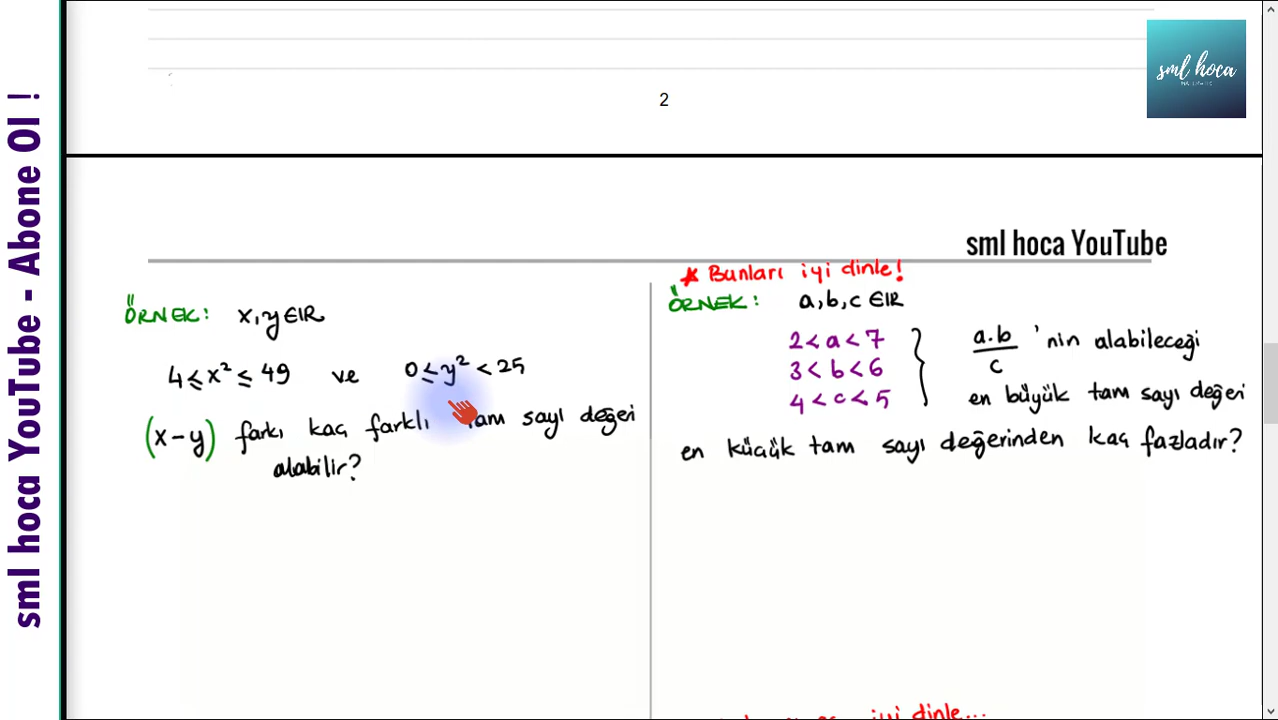 sml hoca YouTube - Abone Ol !
sml hoca
2
sml hoca YouTube
ÖRNEK: x,y∈IR
4 ≤ x² ≤ 49 ve 0 ≤ y² < 25
(x-y) farkı kaç farklı tam sayı değeri
alabilir?
* Bunları iyi dinle!
ÖRNEK: a,b,c ∈IR
2 < a < 7
3 < b < 6
4 < c < 5
a.b/c 'nin alabileceği
en büyük tam sayı değeri
en küçük tam sayı değerinden kaç fazladır?
iyi dinle...